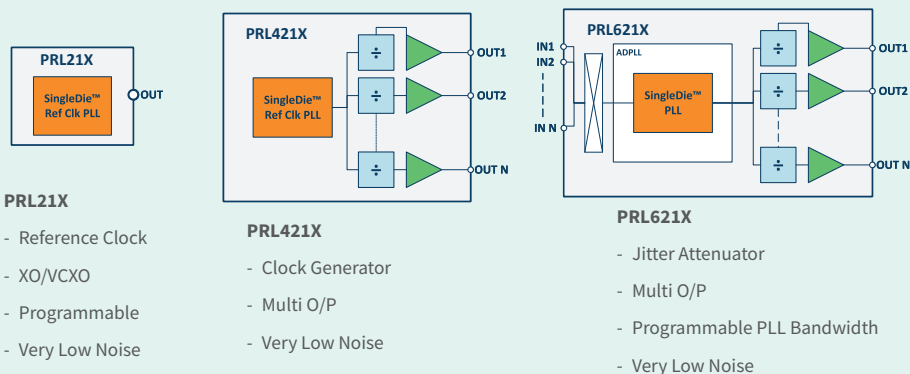 PRL21X
SingleDie™
Ref Clk PLL
OUT
PRL21X
- Reference Clock
- XO/VCXO
- Programmable
- Very Low Noise
PRL421X
SingleDie™
Ref Clk PLL
÷
÷
÷
OUT1
OUT2
OUT N
PRL421X
- Clock Generator
- Multi O/P
- Very Low Noise
PRL621X
IN1
IN2
IN N
ADPLL
SingleDie™
PLL
÷
÷
÷
OUT1
OUT2
OUT N
PRL621X
- Jitter Attenuator
- Multi O/P
- Programmable PLL Bandwidth
- Very Low Noise